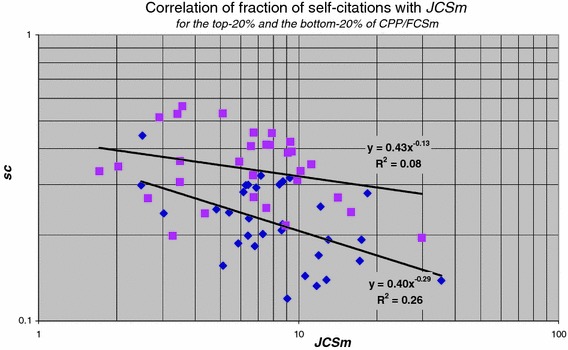 Correlation of fraction of self-citations with JCSm
for the top-20% and the bottom-20% of CPP/FCSm
1
sc
y = 0.43x^-0.13
R² = 0.08
y = 0.40x^-0.29
R² = 0.26
0.1
1 10 100
JCSm